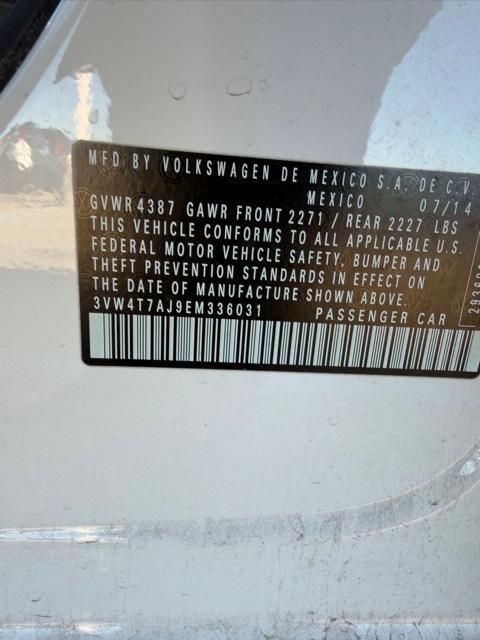 MFD BY VOLKSWAGEN DE MEXICO S.A. DE C.V.
MEXICO 07/14
GVWR 4387 GAWR FRONT 2271 / REAR 2227 LBS
THIS VEHICLE CONFORMS TO ALL APPLICABLE U.S.
FEDERAL MOTOR VEHICLE SAFETY, BUMPER AND
THEFT PREVENTION STANDARDS IN EFFECT ON
THE DATE OF MANUFACTURE SHOWN ABOVE.
3VW4T7AJ9EM336031 PASSENGER CAR